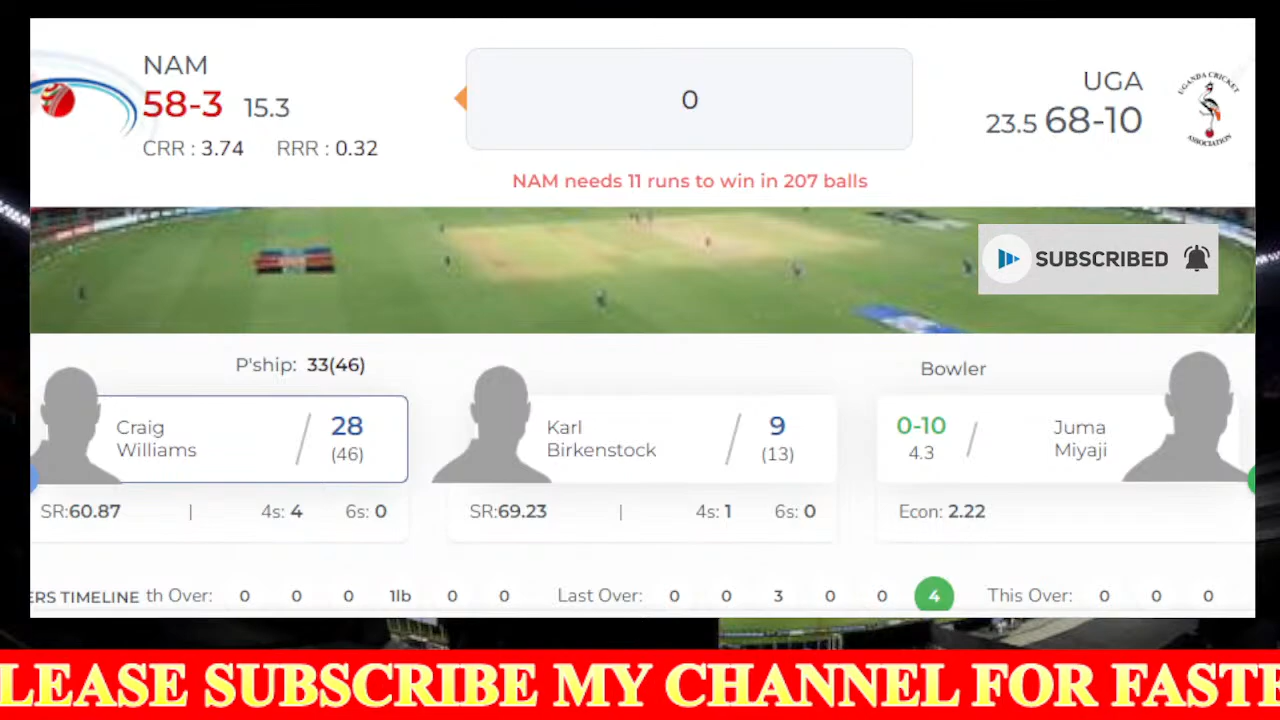 NAM
58-3 15.3
CRR : 3.74 RRR : 0.32
0
UGA
23.5 68-10
UGANDA CRICKET
ASSOCIATION
NAM needs 11 runs to win in 207 balls
SUBSCRIBED
P'ship: 33(46)
Bowler
Craig
Williams
28
(46)
Karl
Birkenstock
9
(13)
0-10
4.3
Juma
Miyaji
SR:60.87 | 4s: 4 6s: 0
SR:69.23 | 4s: 1 6s: 0
Econ: 2.22
ERS TIMELINE th Over: 0 0 0 1lb 0 0 Last Over: 0 0 3 0 0 4 This Over: 0 0 0
LEASE SUBSCRIBE MY CHANNEL FOR FASTE